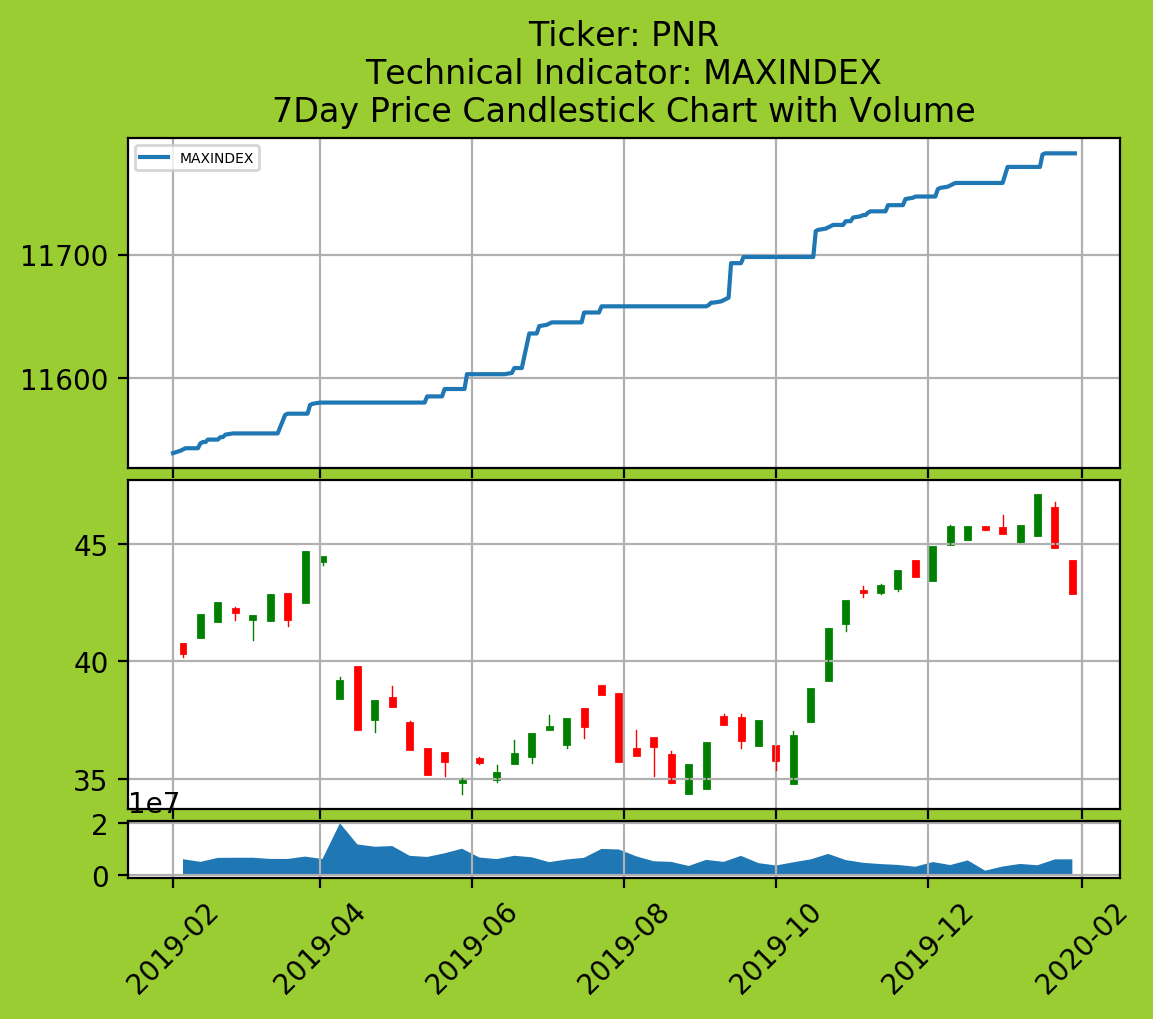 Ticker: PNR
Technical Indicator: MAXINDEX
7Day Price Candlestick Chart with Volume
MAXINDEX
11700
11600
45
40
35
1e7
2
0
2019-02
2019-04
2019-06
2019-08
2019-10
2019-12
2020-02